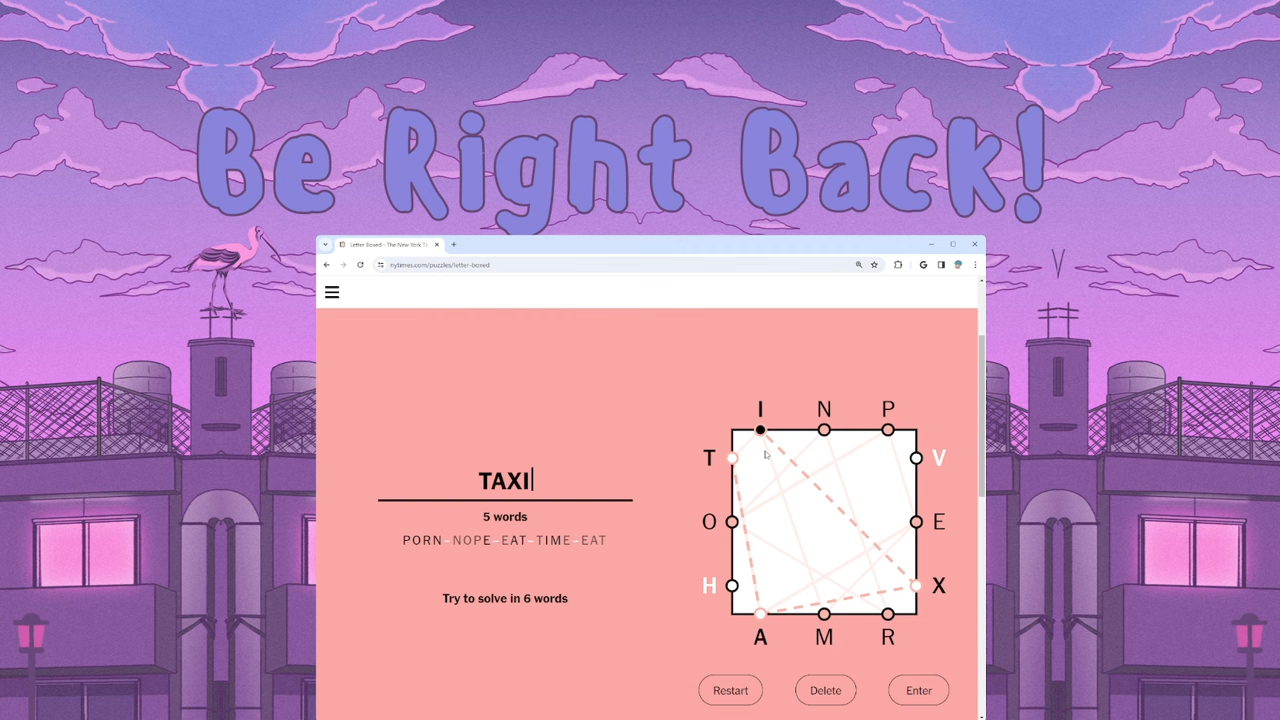 Be Right Back!
Letter Boxed - The New York Ti
nytimes.com/puzzles/letter-boxed
I N P
TAXI
T V
5 words
O E
PORN-NOPE-EAT-TIME-EAT
H X
Try to solve in 6 words
A M R
Restart Delete Enter